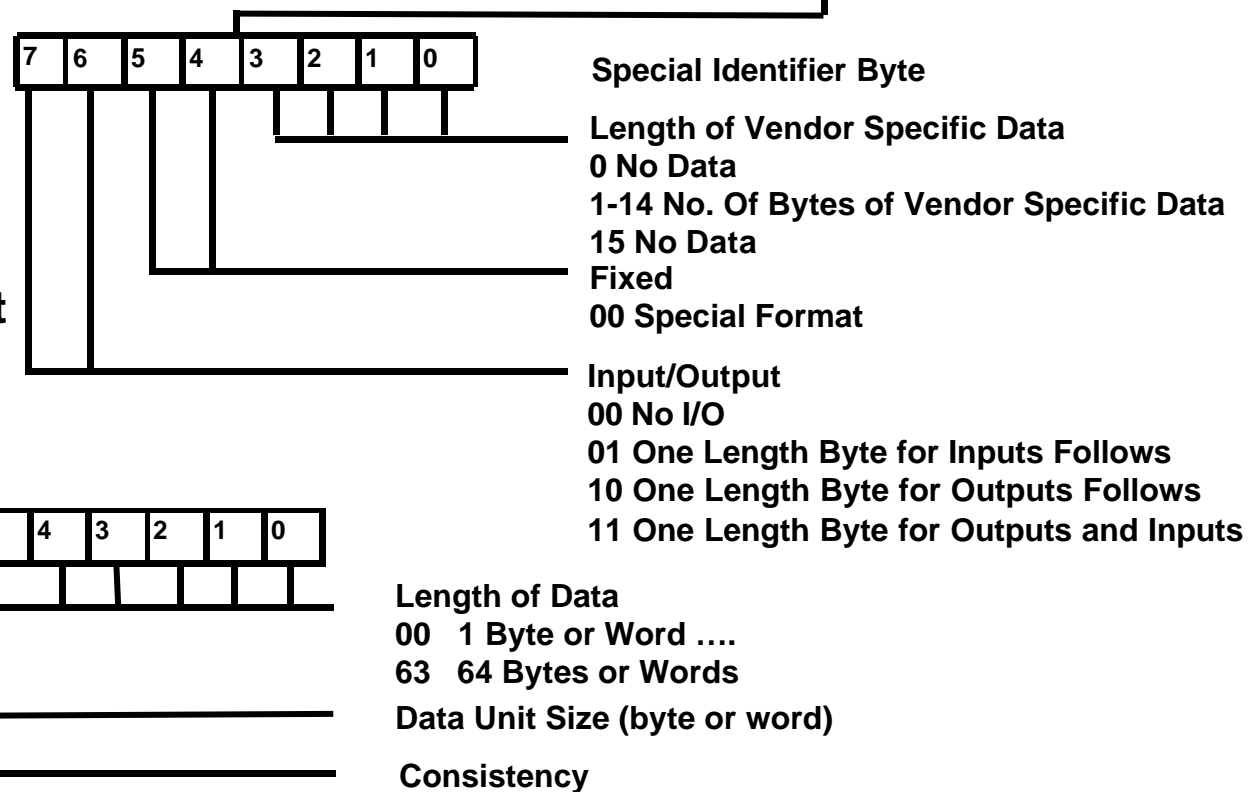 7 6 5 4 3 2 1 0
Special Identifier Byte
Length of Vendor Specific Data
0 No Data
1-14 No. Of Bytes of Vendor Specific Data
15 No Data
Fixed
00 Special Format
Input/Output
00 No I/O
01 One Length Byte for Inputs Follows
10 One Length Byte for Outputs Follows
11 One Length Byte for Outputs and Inputs
4 3 2 1 0
Length of Data
00 1 Byte or Word ....
63 64 Bytes or Words
Data Unit Size (byte or word)
Consistency